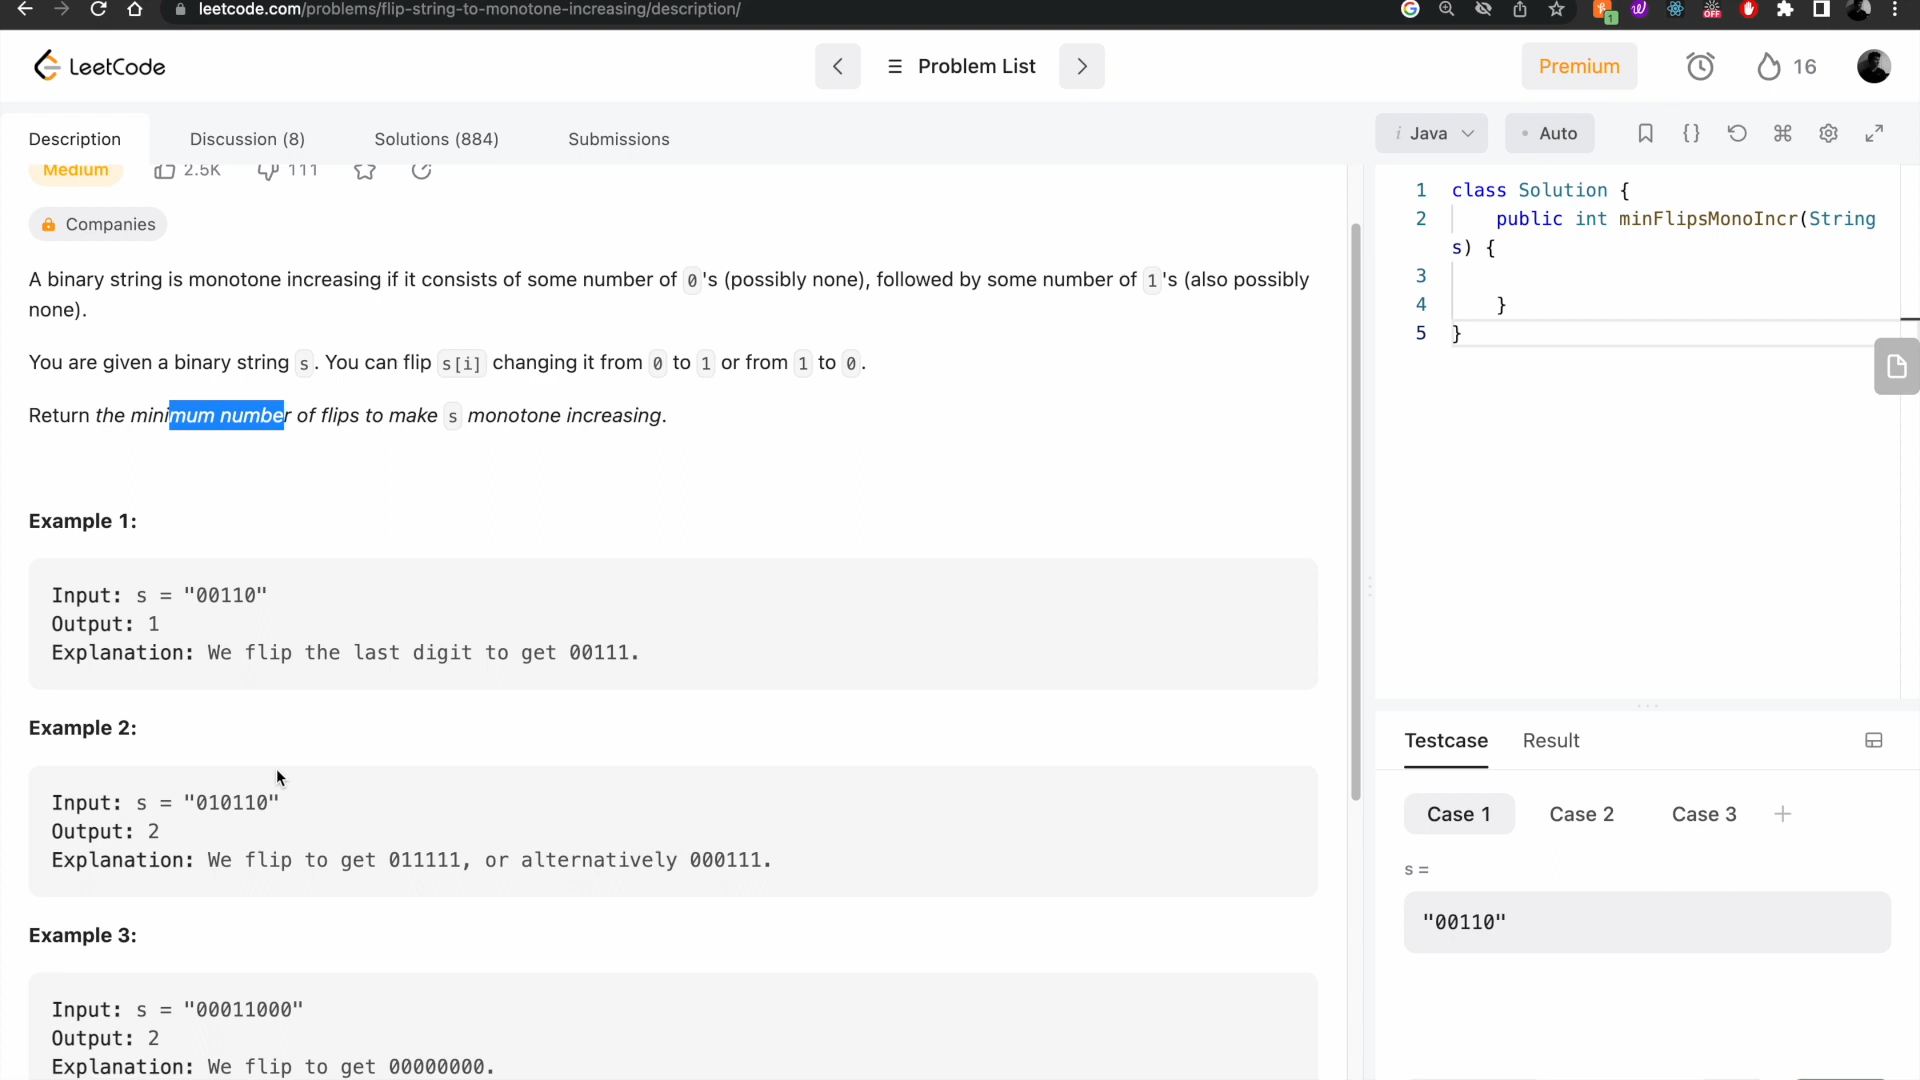 leetcode.com/problems/flip-string-to-monotone-increasing/description/
1
OFF
LeetCode
Problem List
Premium
16
Description
Discussion (8)
Solutions (884)
Submissions
Java
Auto
Medium
2.5K
111
Companies
A binary string is monotone increasing if it consists of some number of 0's (possibly none), followed by some number of 1's (also possibly
none).
You are given a binary string s. You can flip s[i] changing it from 0 to 1 or from 1 to 0.
Return the minimum number of flips to make s monotone increasing.
Example 1:
Input: s = "00110"
Output: 1
Explanation: We flip the last digit to get 00111.
Example 2:
Input: s = "010110"
Output: 2
Explanation: We flip to get 011111, or alternatively 000111.
Example 3:
Input: s = "00011000"
Output: 2
Explanation: We flip to get 00000000.
1 class Solution {
2 public int minFlipsMonoIncr(String
s) {
3
4 }
5 }
Testcase
Result
Case 1
Case 2
Case 3
s =
"00110"